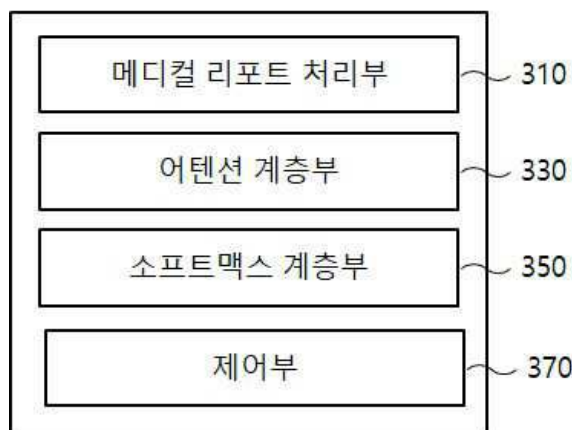 메디컬 리포트 처리부 310
어텐션 계층부 330
소프트맥스 계층부 350
제어부 370